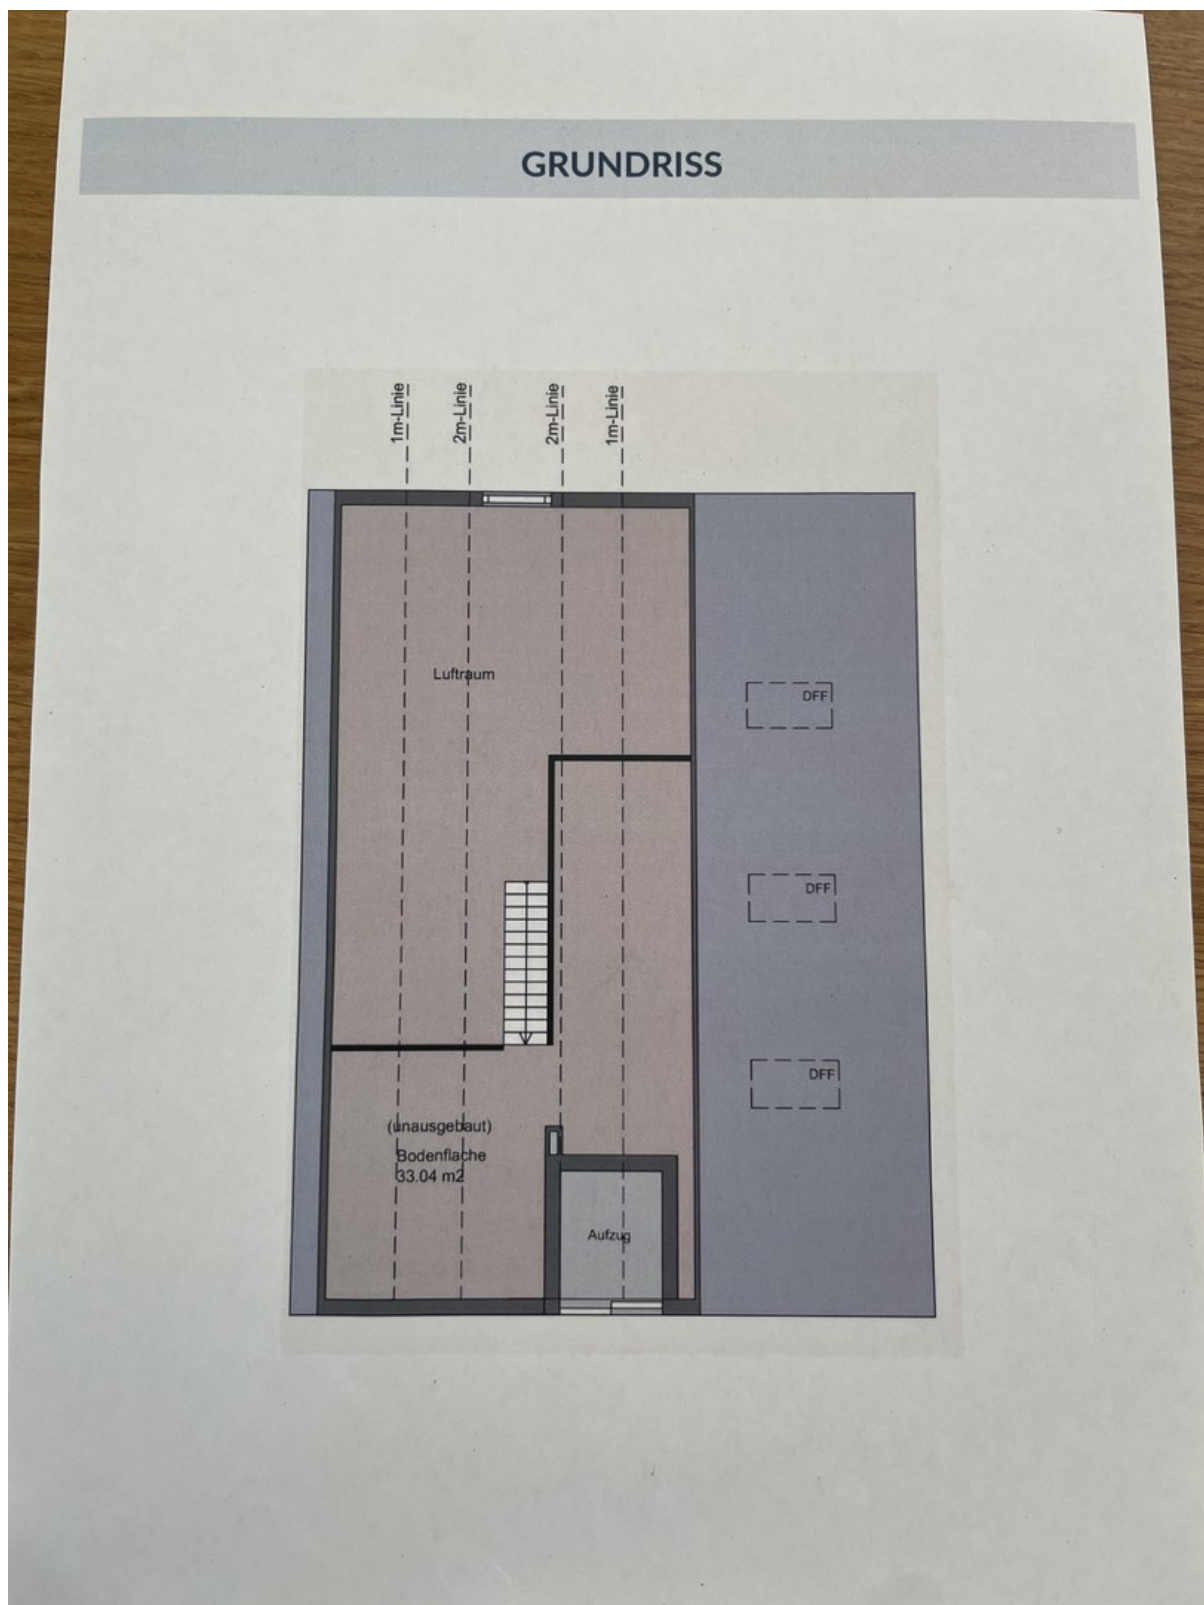 GRUNDRISS
1m-Linie
2m-Linie
2m-Linie
1m-Linie
Luftraum
DFF
DFF
DFF
(unausgebaut)
Bodenfläche
33.04 m2
Aufzug